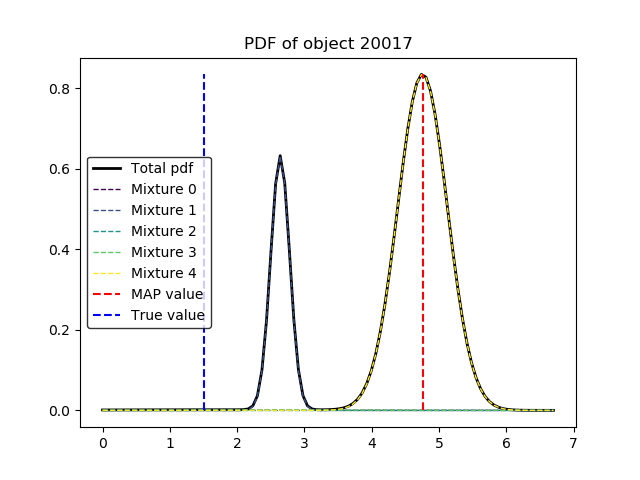 PDF of object 20017
0.8
0.6
0.4
0.2
0.0
Total pdf
Mixture 0
Mixture 1
Mixture 2
Mixture 3
Mixture 4
MAP value
True value
0 1 2 3 4 5 6 7